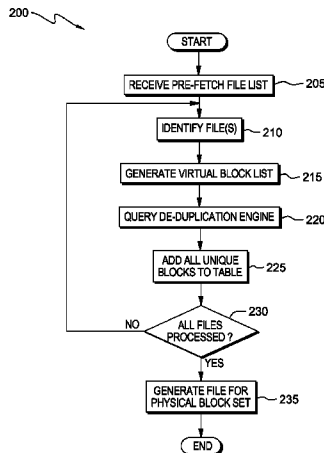 200
START
RECEIVE PRE-FETCH FILE LIST
205
IDENTIFY FILE(S)
210
GENERATE VIRTUAL BLOCK LIST
215
QUERY DE-DUPLICATION ENGINE
220
ADD ALL UNIQUE
BLOCKS TO TABLE
225
230
NO
ALL FILES
PROCESSED ?
YES
GENERATE FILE FOR
PHYSICAL BLOCK SET
235
END